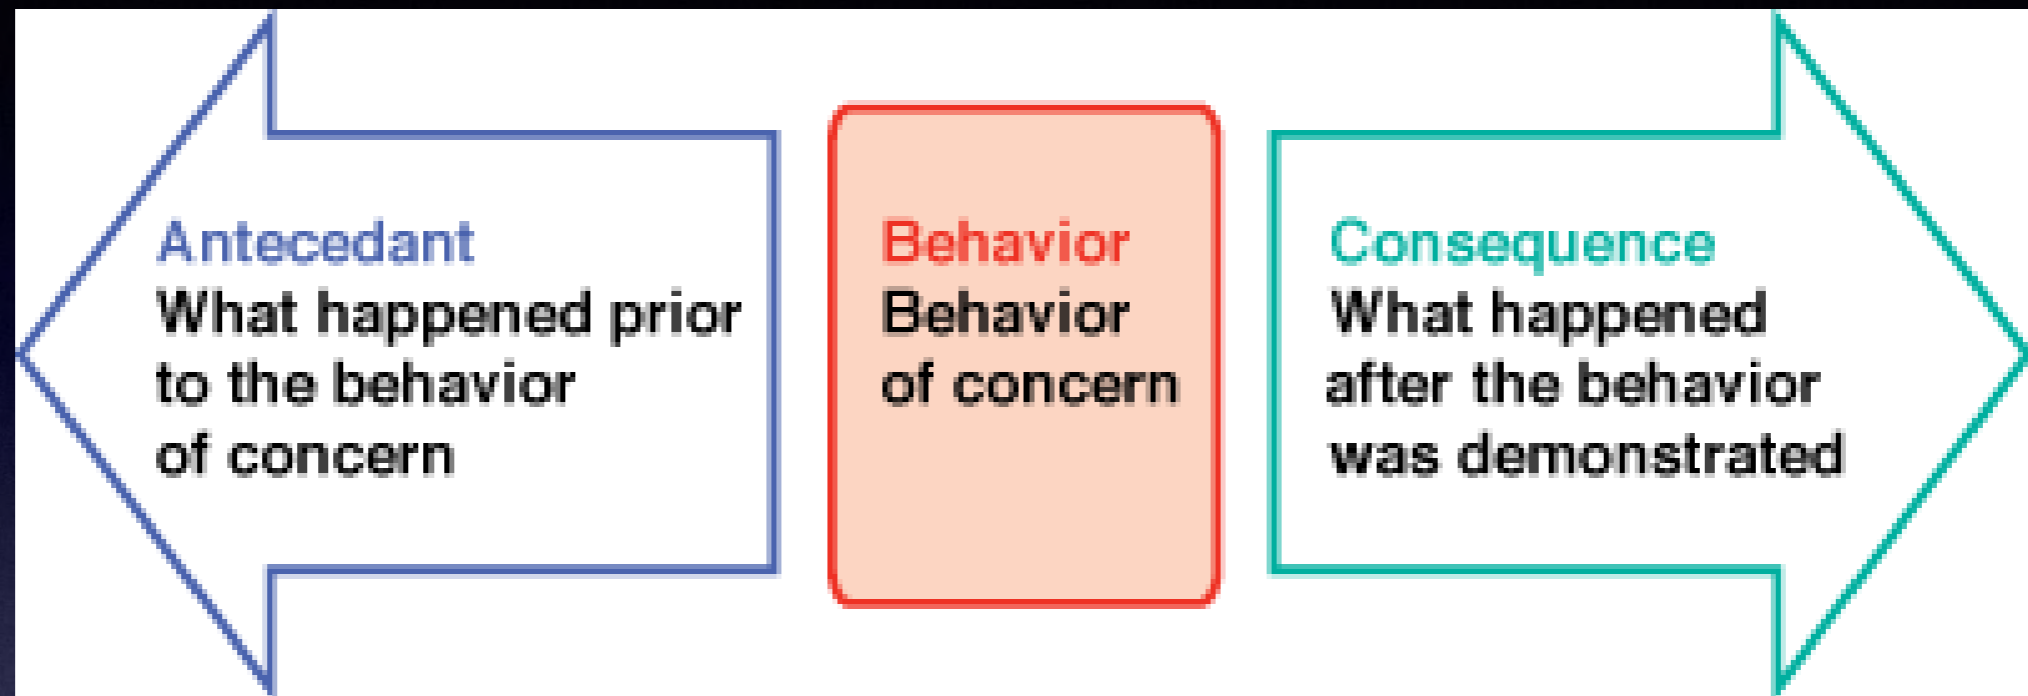 Antecedant
What happened prior
to the behavior
of concern
Behavior
Behavior
of concern
Consequence
What happened
after the behavior
was demonstrated